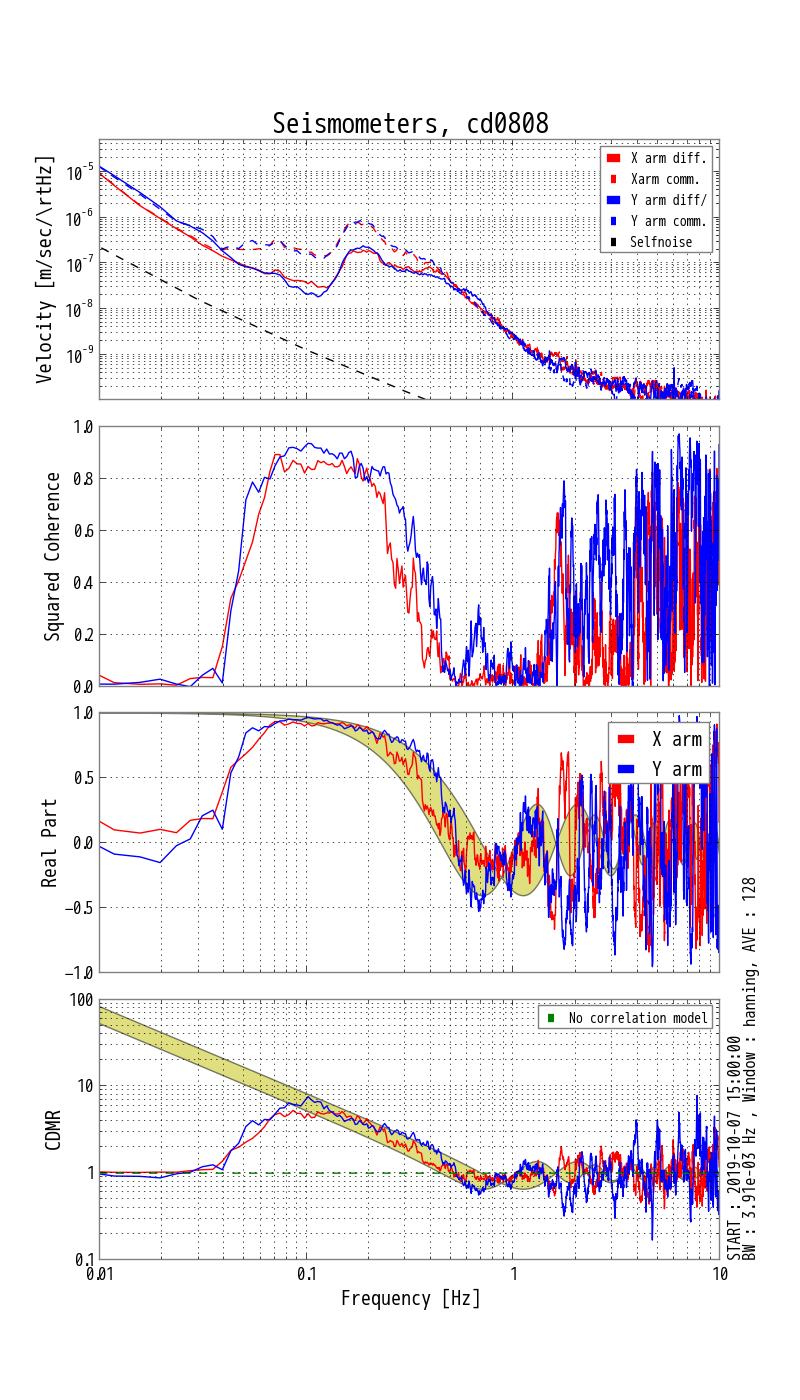 Seismometers, cd0808
Velocity [m/sec/\rtHz]
10^-5
10^-6
10^-7
10^-8
10^-9
X arm diff.
Xarm comm.
Y arm diff/
Y arm comm.
Selfnoise
Squared Coherence
1.0
0.8
0.6
0.4
0.2
0.0
Real Part
1.0
0.5
0.0
−0.5
−1.0
X arm
Y arm
CDMR
100
10
1
0.1
No correlation model
0.01
0.1
1
10
Frequency [Hz]
START : 2019-10-07 15:00:00
BW : 3.91e-03 Hz , Window : hanning, AVE : 128